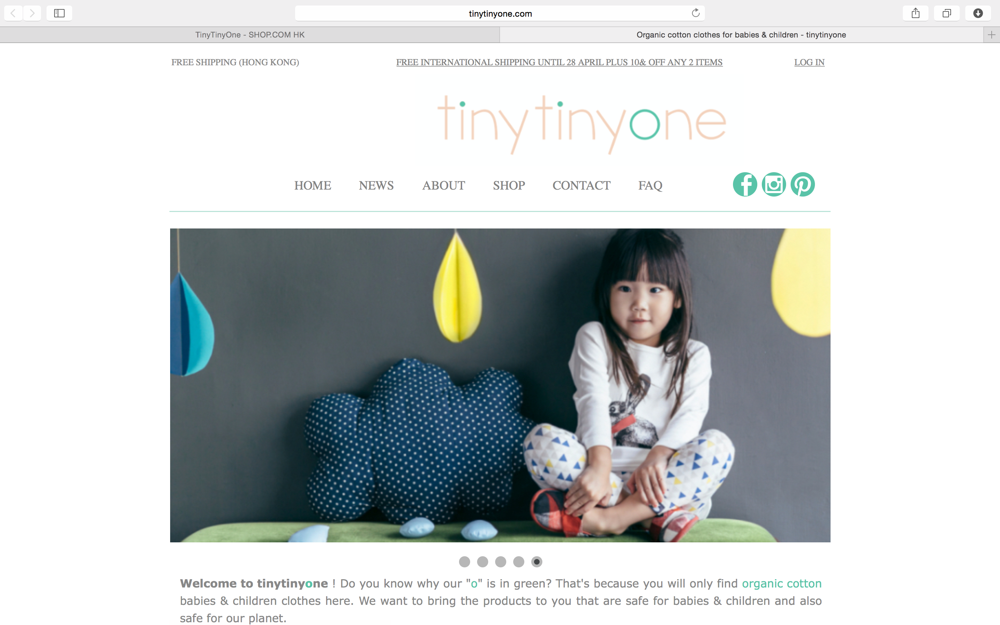 tinytinyone.com
TinyTinyOne - SHOP.COM HK
Organic cotton clothes for babies & children - tinytinyone
FREE SHIPPING (HONG KONG)
FREE INTERNATIONAL SHIPPING UNTIL 28 APRIL PLUS 10& OFF ANY 2 ITEMS
LOG IN
tinytinyone
HOME NEWS ABOUT SHOP CONTACT FAQ
Welcome to tinytinyone ! Do you know why our "o" is in green? That's because you will only find organic cotton
babies & children clothes here. We want to bring the products to you that are safe for babies & children and also
safe for our planet.